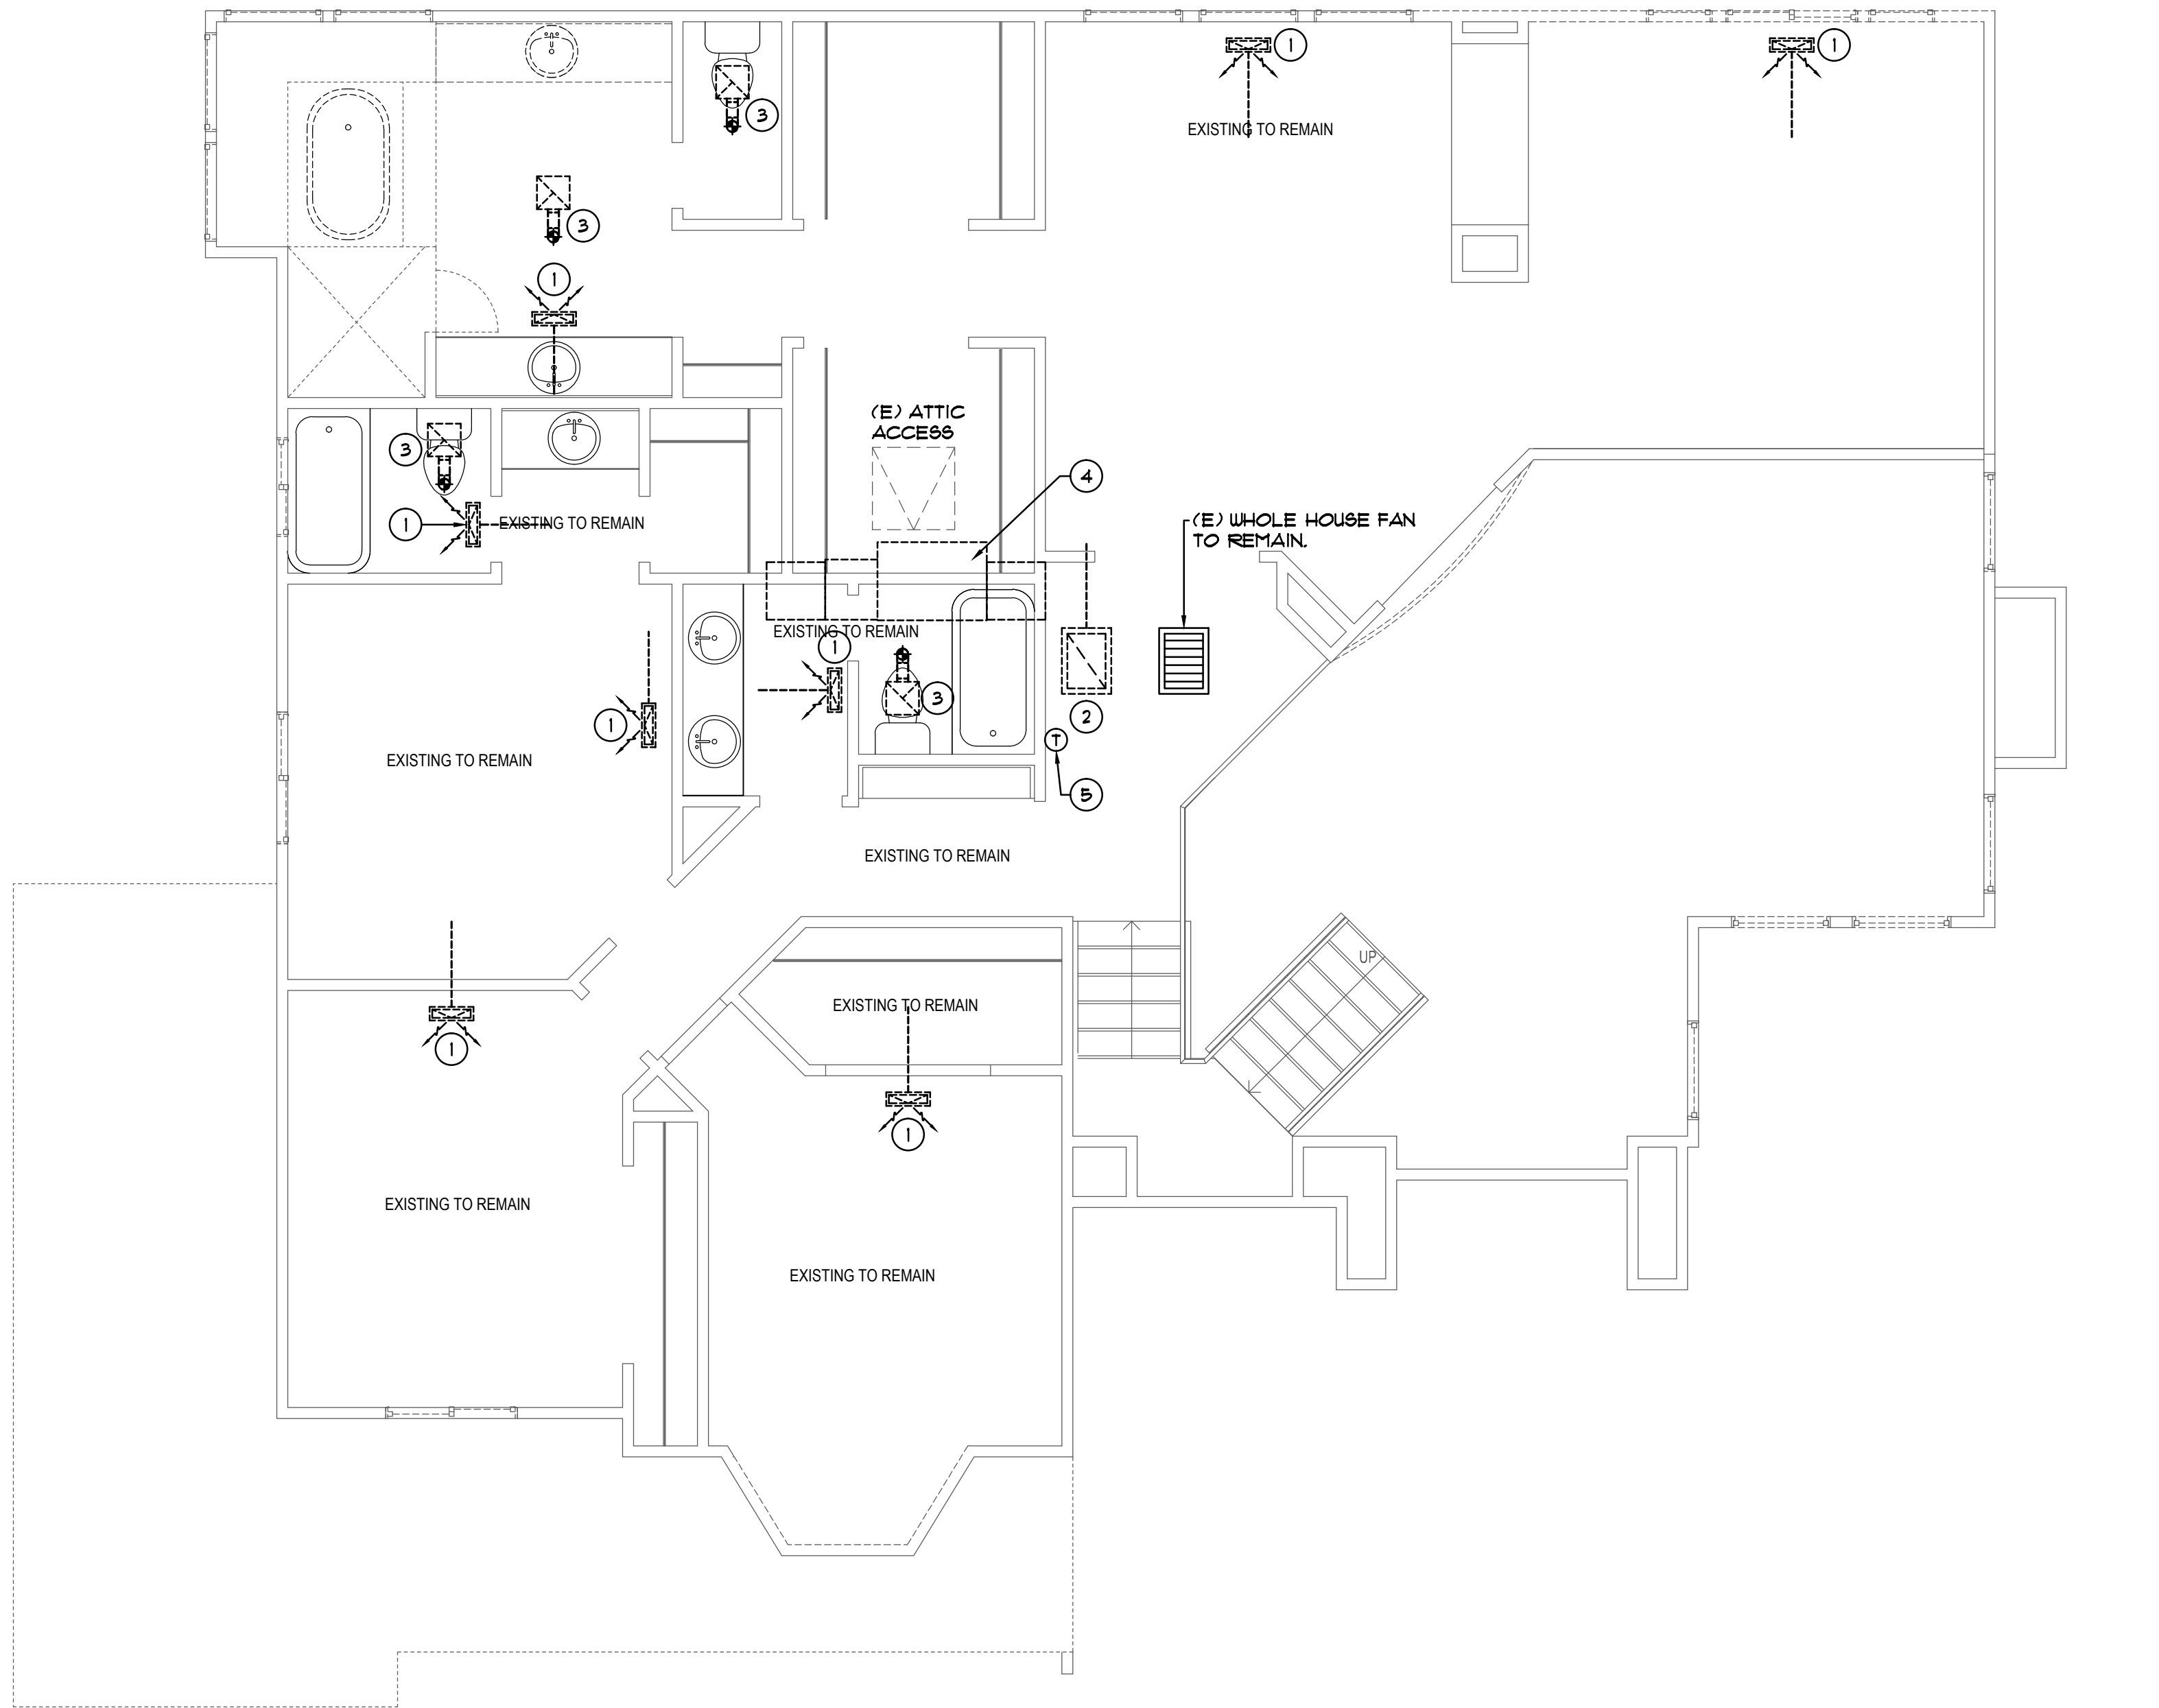 1
1
3
EXISTING TO REMAIN
3
1
(E) ATTIC
ACCESS
3
4
1
EXISTING TO REMAIN
(E) WHOLE HOUSE FAN
TO REMAIN.
EXISTING TO REMAIN
1
3
2
1
T
EXISTING TO REMAIN
5
EXISTING TO REMAIN
UP
EXISTING TO REMAIN
1
1
EXISTING TO REMAIN
EXISTING TO REMAIN